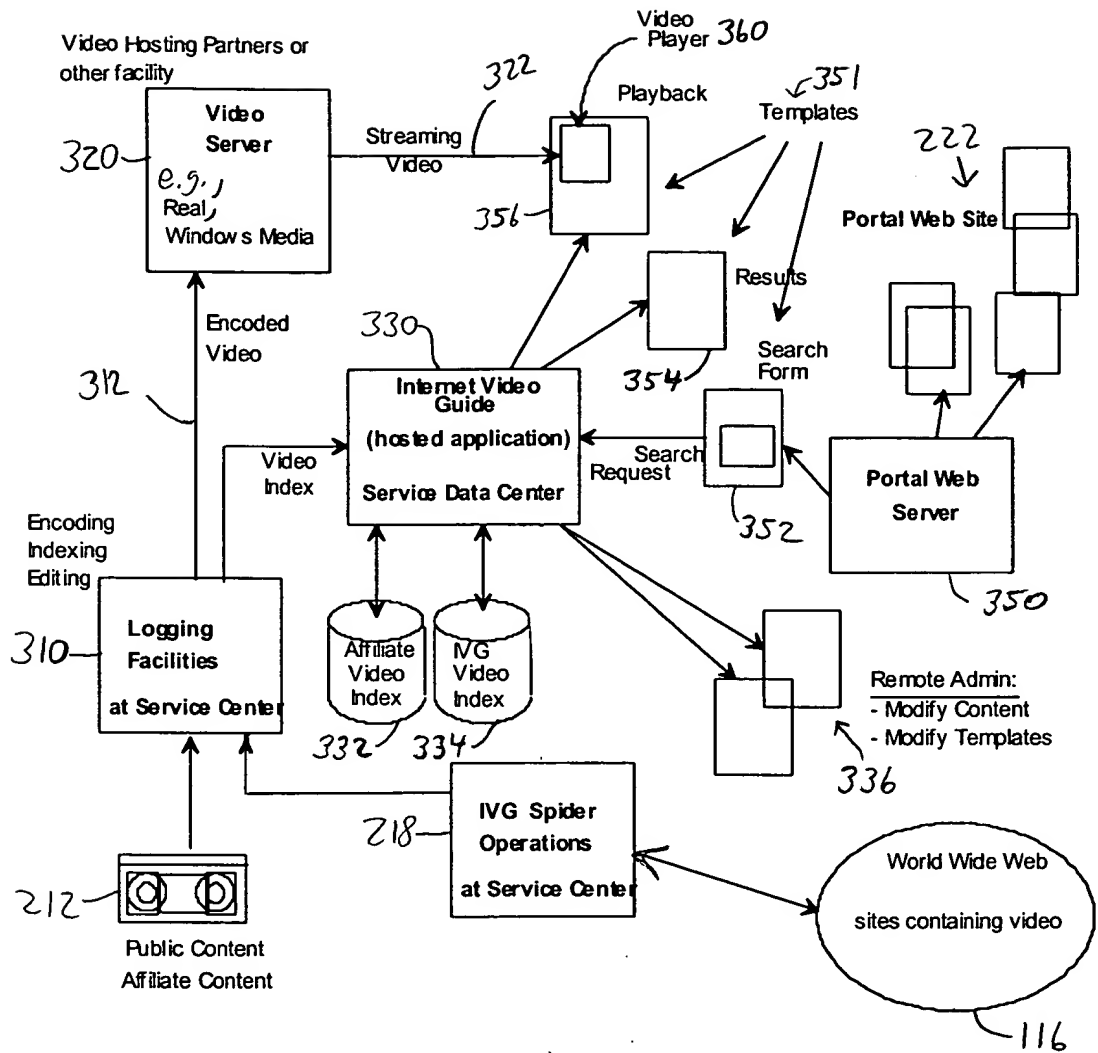 Video Hosting Partners or
other facility
Video
Server
e.g.,
Real,
Windows Media
320
322
Streaming
Video
Video
Player 360
Playback
356
351
Templates
222
Portal Web Site
Results
354
Search
Form
Encoded
Video
312
330
Internet Video
Guide
(hosted application)
Service Data Center
Search
Request
352
Portal Web
Server
350
Video
Index
Encoding
Indexing
Editing
310
Logging
Facilities
at Service Center
Affiliate
Video
Index
332
IVG
Video
Index
334
336
Remote Admin:
- Modify Content
- Modify Templates
218
IVG Spider
Operations
at Service Center
World Wide Web
sites containing video
116
212
Public Content
Affiliate Content